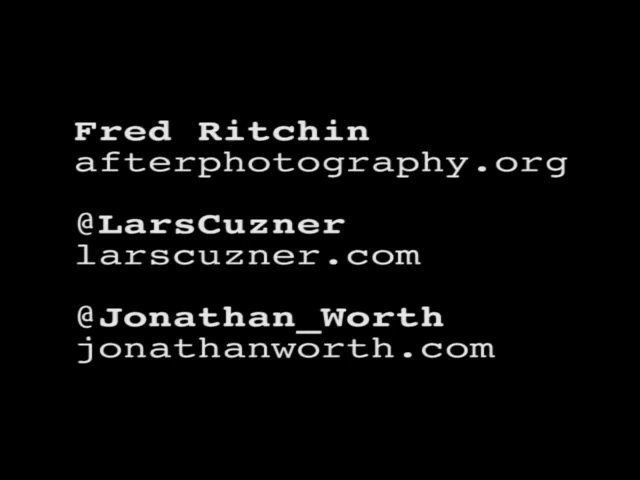 Fred Ritchin
afterphotography.org
@LarsCuzner
larscuzner.com
@Jonathan_Worth
jonathanworth.com